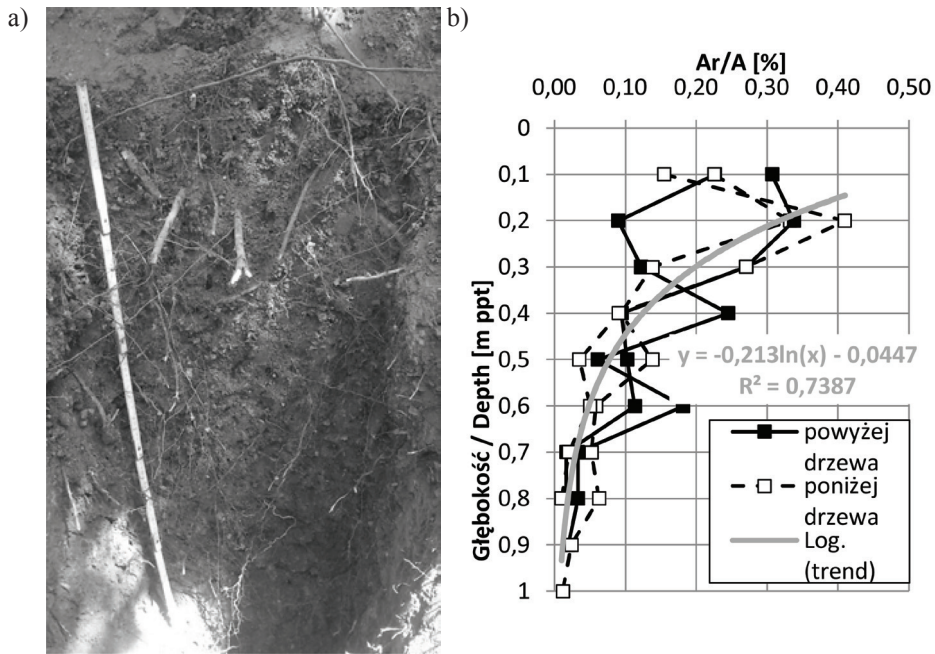 a)
b)
Ar/A [%]
0,00 0,10 0,20 0,30 0,40 0,50
Głębokość / Depth [m ppt]
0
0,1
0,2
0,3
0,4
0,5
0,6
0,7
0,8
0,9
1
y = -0,213ln(x) - 0,0447
R² = 0,7387
powyżej
drzewa
poniżej
drzewa
Log.
(trend)